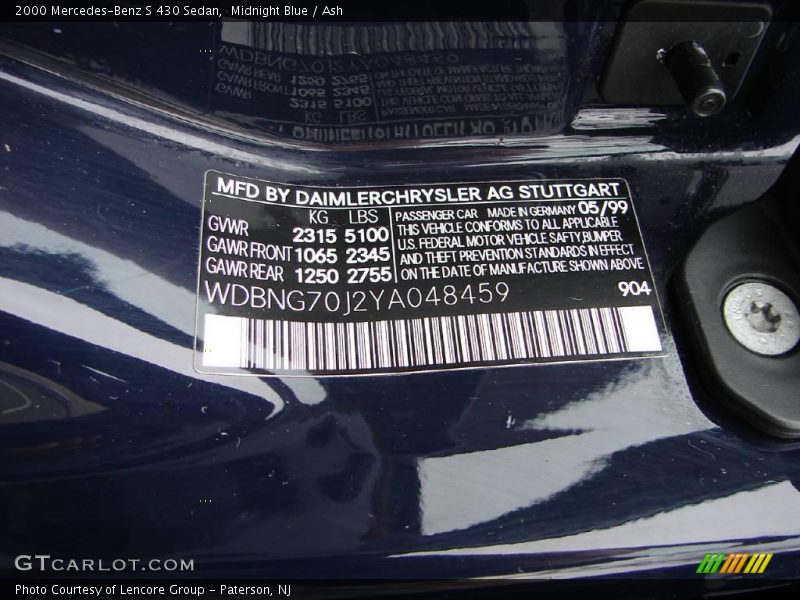 2000 Mercedes-Benz S 430 Sedan,  Midnight Blue / Ash
MFD BY DAIMLERCHRYSLER AG STUTTGART
KG LBS
GVWR 2315 5100
GAWR FRONT 1065 2345
GAWR REAR 1250 2755
PASSENGER CAR MADE IN GERMANY 05/99
THIS VEHICLE CONFORMS TO ALL APPLICABLE
U.S. FEDERAL MOTOR VEHICLE SAFTY,BUMPER
AND THEFT PREVENTION STANDARDS IN EFFECT
ON THE DATE OF MANUFACTURE SHOWN ABOVE
WDBNG70J2YA048459 904
GTCARLOT.COM
Photo Courtesy of Lencore Group - Paterson, NJ